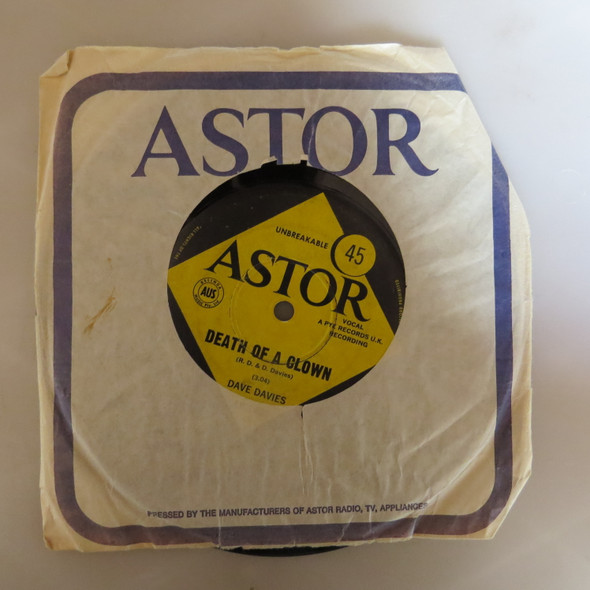 ASTOR
UNBREAKABLE
45
ASTOR
AUS
VOCAL
A PYE RECORDS U.K.
RECORDING
DEATH OF A CLOWN
(R. D. & D. Davies)
(3.04)
DAVE DAVIES
PRESSED BY THE MANUFACTURERS OF ASTOR RADIO, TV, APPLIANCES